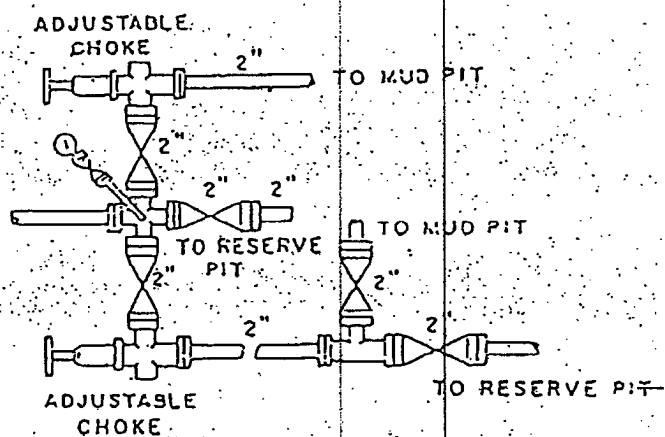 ADJUSTABLE
CHOKE
2"
TO MUD PIT
2"
2"
2"
TO RESERVE
PIT
TO MUD PIT
2"
2"
2"
2"
TO RESERVE PIT
ADJUSTABLE
CHOKE